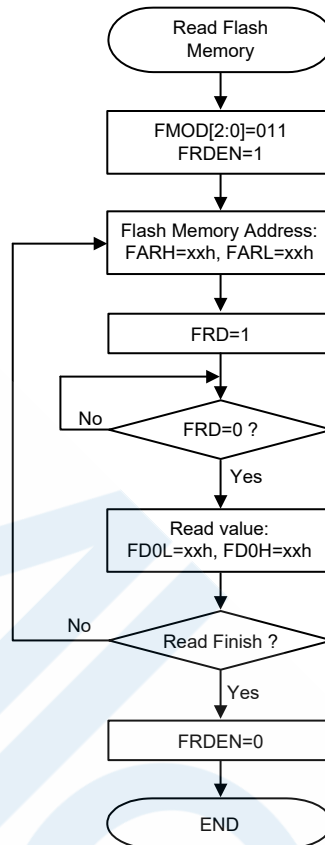 Read Flash
Memory
FMOD[2:0]=011
FRDEN=1
Flash Memory Address:
FARH=xxh, FARL=xxh
FRD=1
FRD=0 ?
No
Yes
Read value:
FD0L=xxh, FD0H=xxh
Read Finish ?
No
Yes
FRDEN=0
END